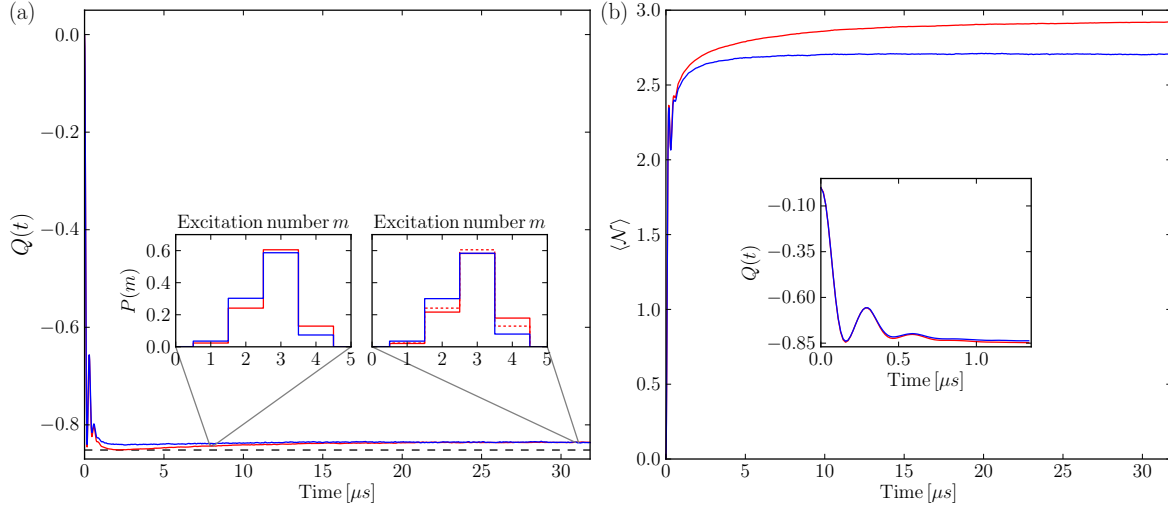 (a)
0.0
−0.2
−0.4
−0.6
−0.8
Q(t)
0 5 10 15 20 25 30
Time [μs]
Excitation number m
0.6
0.4
0.2
0.0
P(m)
0 1 2 3 4 5
Excitation number m
0 1 2 3 4 5
(b)
3.0
2.5
2.0
1.5
1.0
0.5
0.0
⟨𝒩⟩
0 5 10 15 20 25 30
Time [μs]
−0.10
−0.35
−0.60
−0.85
Q(t)
0.0 0.5 1.0
Time [μs]